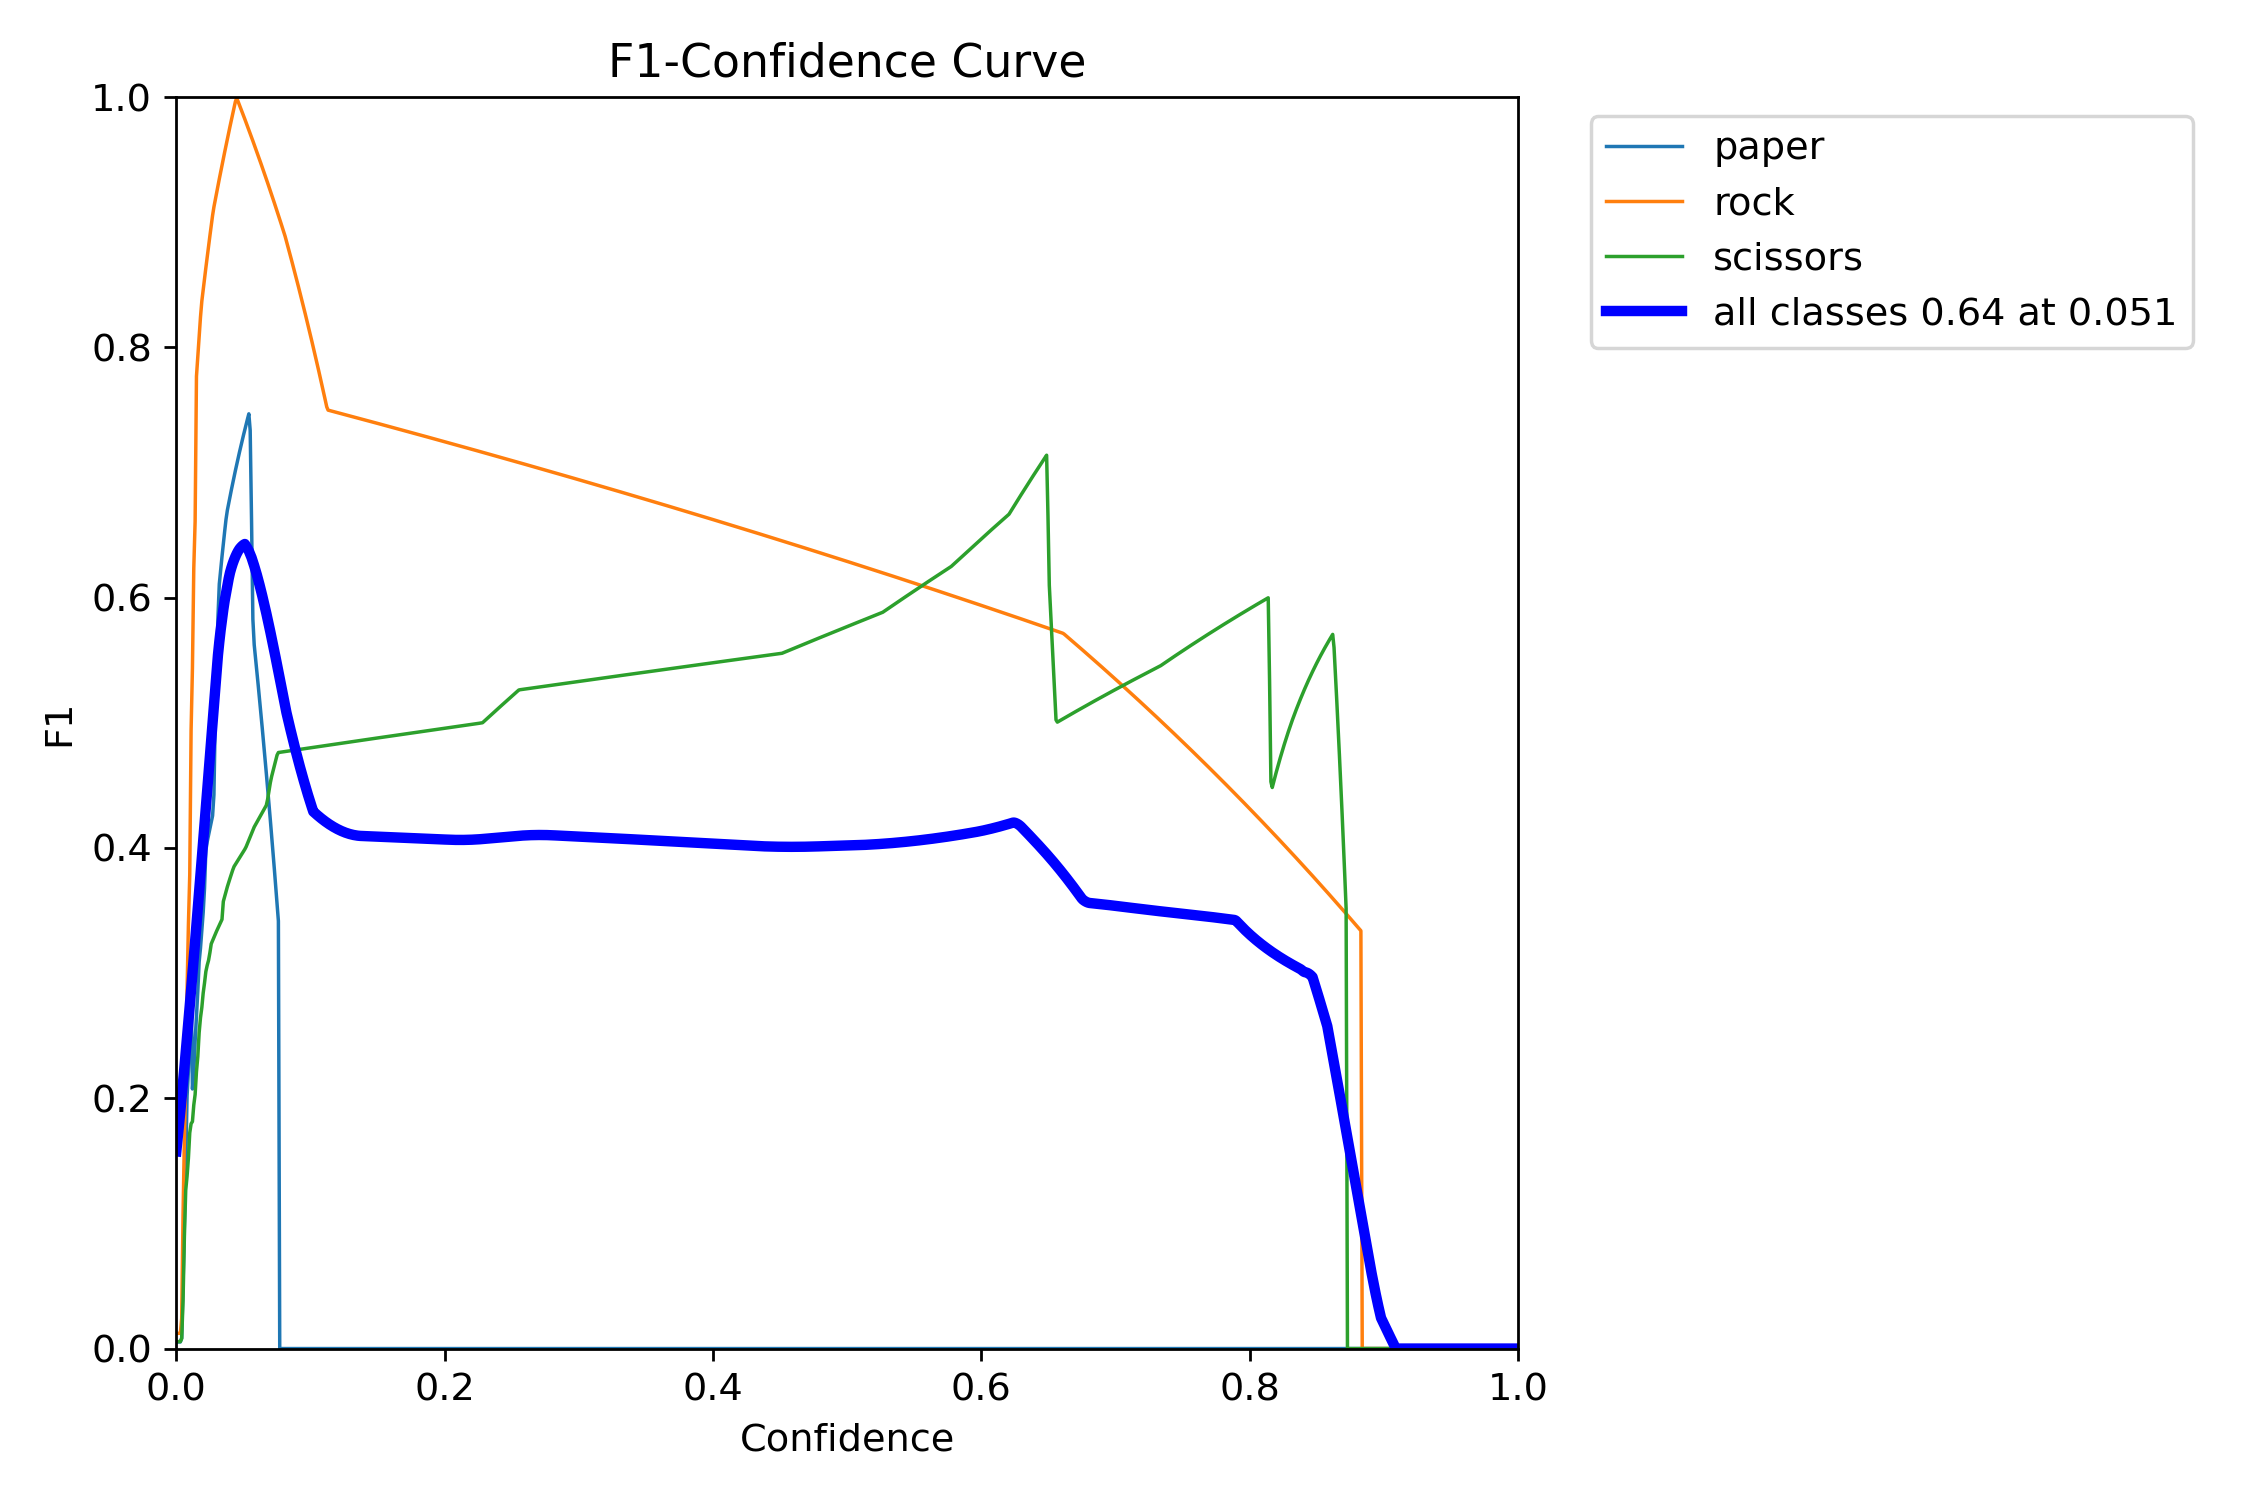 F1-Confidence Curve
1.0
0.8
0.6
0.4
0.2
0.0
F1
0.0 0.2 0.4 0.6 0.8 1.0
Confidence
paper
rock
scissors
all classes 0.64 at 0.051